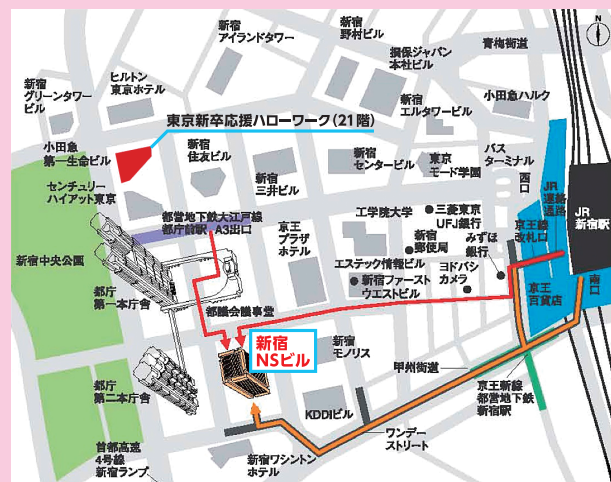 新宿
アイランドタワー
新宿
野村ビル
損保ジャパン
本社ビル
青梅街道
N
新宿
グリーンタワー
ビル
ヒルトン
東京ホテル
新宿
エルタワービル
小田急ハルク
東京新卒応援ハローワーク(21階)
小田急
第一生命ビル
新宿
住友ビル
新宿
センタービル
東京
モード学園
バス
ターミナル
センチュリー
ハイアット東京
新宿
三井ビル
西口
JR
連絡
通路
JR
新宿駅
都営地下鉄大江戸線
都庁前駅 A3出口
京王
プラザ
ホテル
工学院大学
三菱東京
UFJ銀行
京王線
改札口
新宿
郵便局
みずほ
銀行
新宿中央公園
エステック情報ビル
ヨドバシ
カメラ
南口
都庁
第一本庁舎
新宿ファースト
ウエストビル
京王
百貨店
都議会議事堂
新宿
NSビル
新宿
モノリス
甲州街道
都庁
第二本庁舎
京王新線
都営地下鉄
新宿駅
KDDIビル
ワンデー
ストリート
首都高速
4号線
新宿ランプ
新宿ワシントン
ホテル